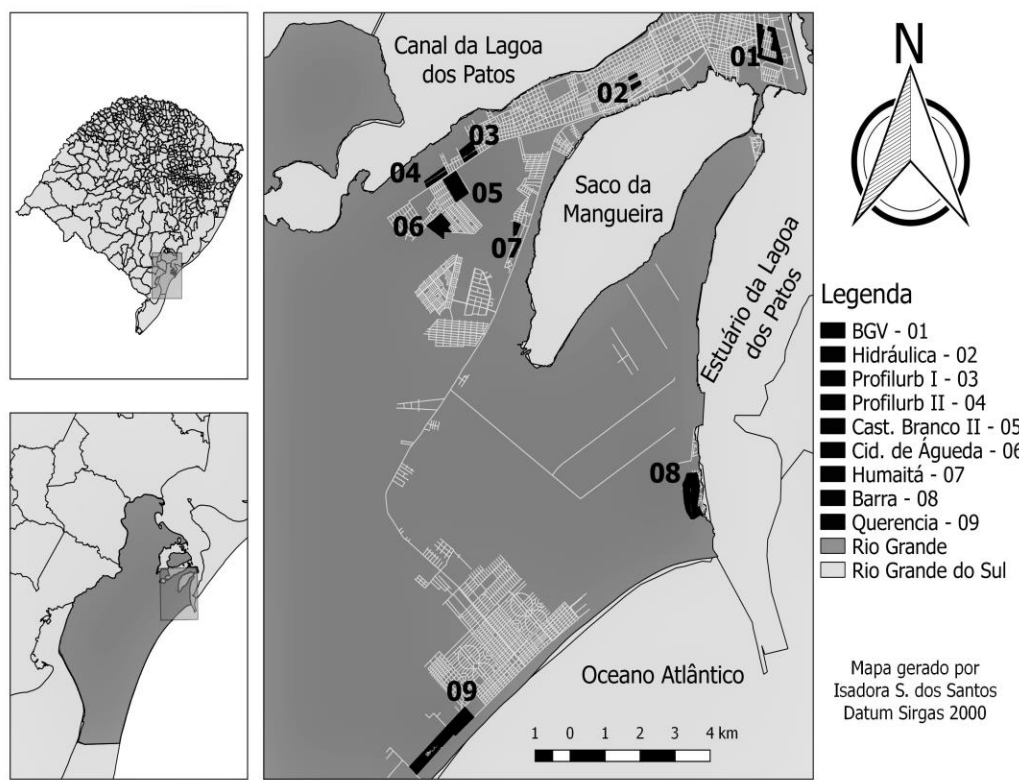 Canal da Lagoa
dos Patos
01
02
03
04
05
06
07
Saco da
Mangueira
Estuário da Lagoa
dos Patos
08
09
Oceano Atlântico
1 0 1 2 3 4 km
N
Legenda
BGV - 01
Hidráulica - 02
Profilurb I - 03
Profilurb II - 04
Cast. Branco II - 05
Cid. de Águeda - 06
Humaitá - 07
Barra - 08
Querencia - 09
Rio Grande
Rio Grande do Sul
Mapa gerado por
Isadora S. dos Santos
Datum Sirgas 2000